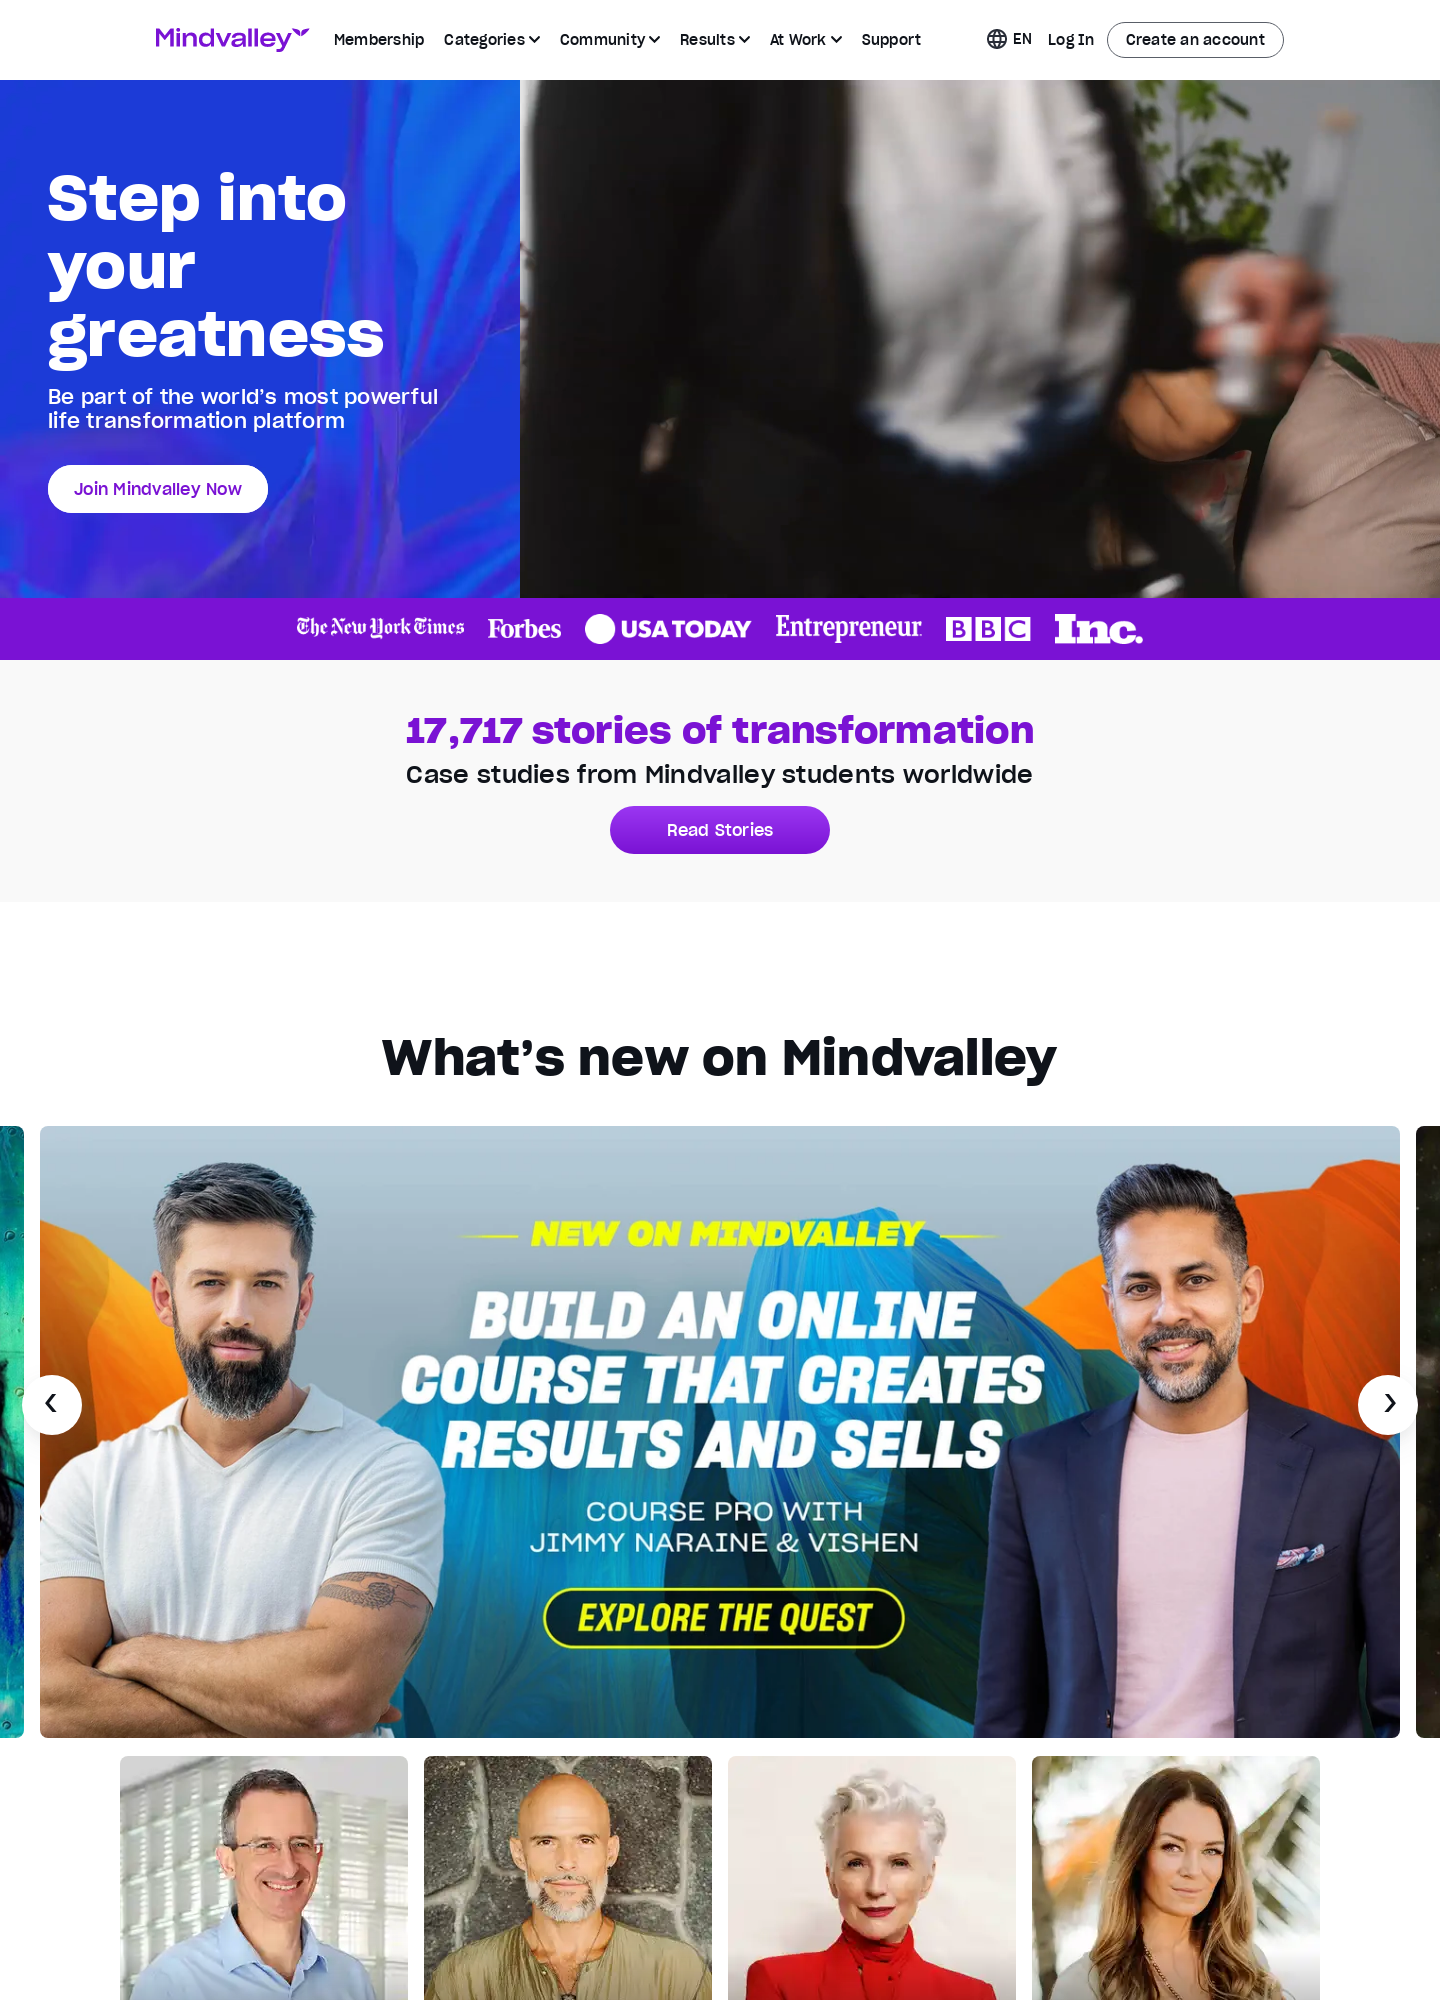 Mindvalley
Membership
Categories
Community
Results
At Work
Support
EN
Log In
Create an account
Step into
your
greatness
Be part of the world’s most powerful
life transformation platform
Join Mindvalley Now
The New York Times
Forbes
USA TODAY
Entrepreneur
BBC
Inc.
17,717 stories of transformation
Case studies from Mindvalley students worldwide
Read Stories
What’s new on Mindvalley
NEW ON MINDVALLEY
BUILD AN ONLINE
COURSE THAT CREATES
RESULTS AND SELLS
COURSE PRO WITH
JIMMY NARAINE & VISHEN
EXPLORE THE QUEST